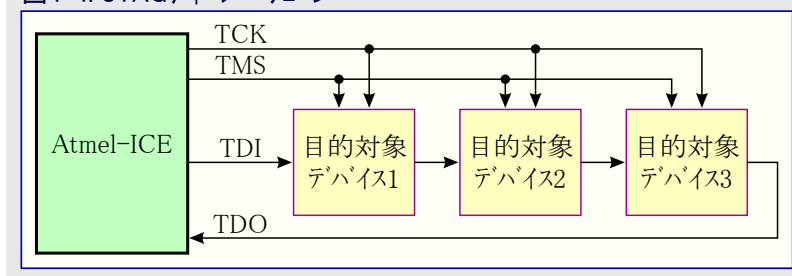 TCK
TMS
Atmel-ICE
TDI
目的対象
デバイス1
目的対象
デバイス2
目的対象
デバイス3
TDO